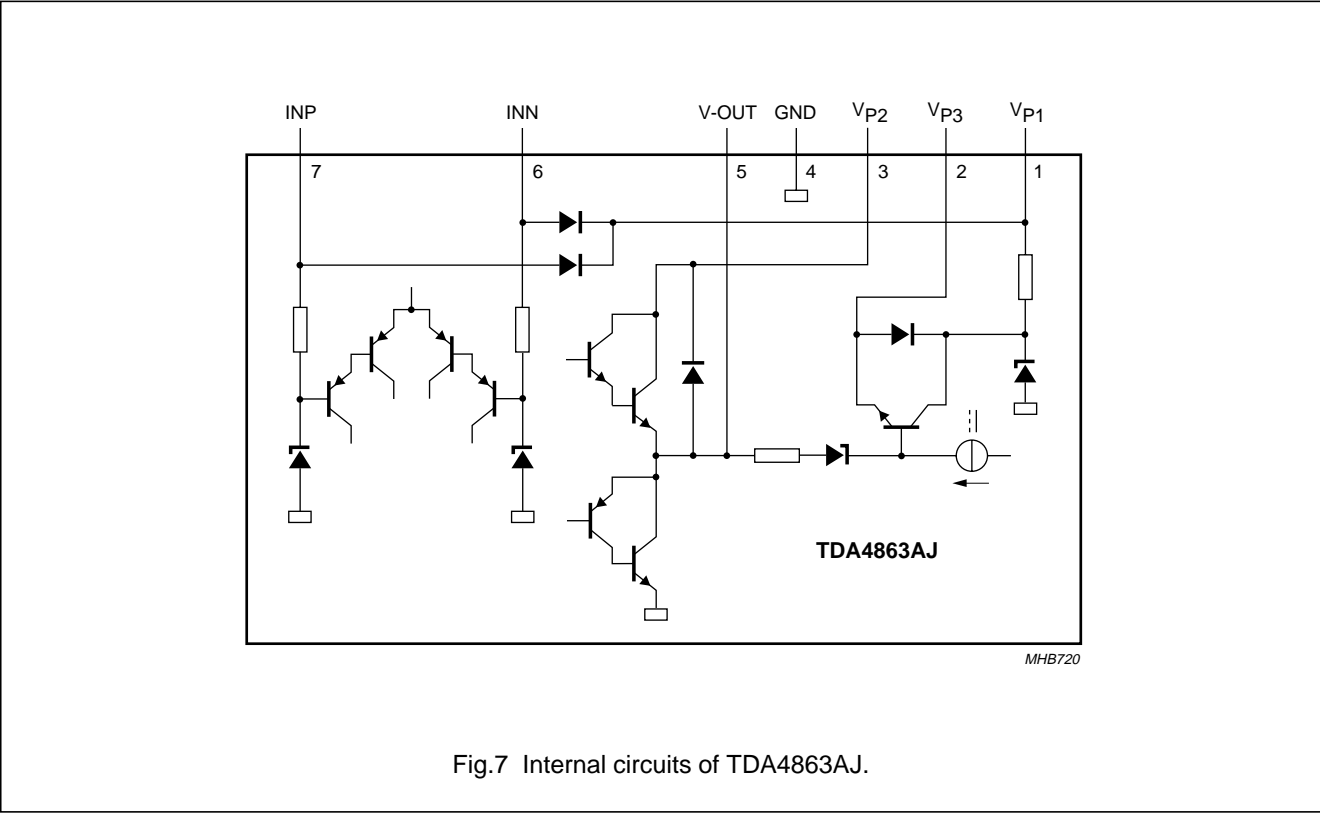 INP INN V-OUT GND VP2 VP3 VP1
7 6 5 4 3 2 1
TDA4863AJ
MHB720
Fig.7 Internal circuits of TDA4863AJ.